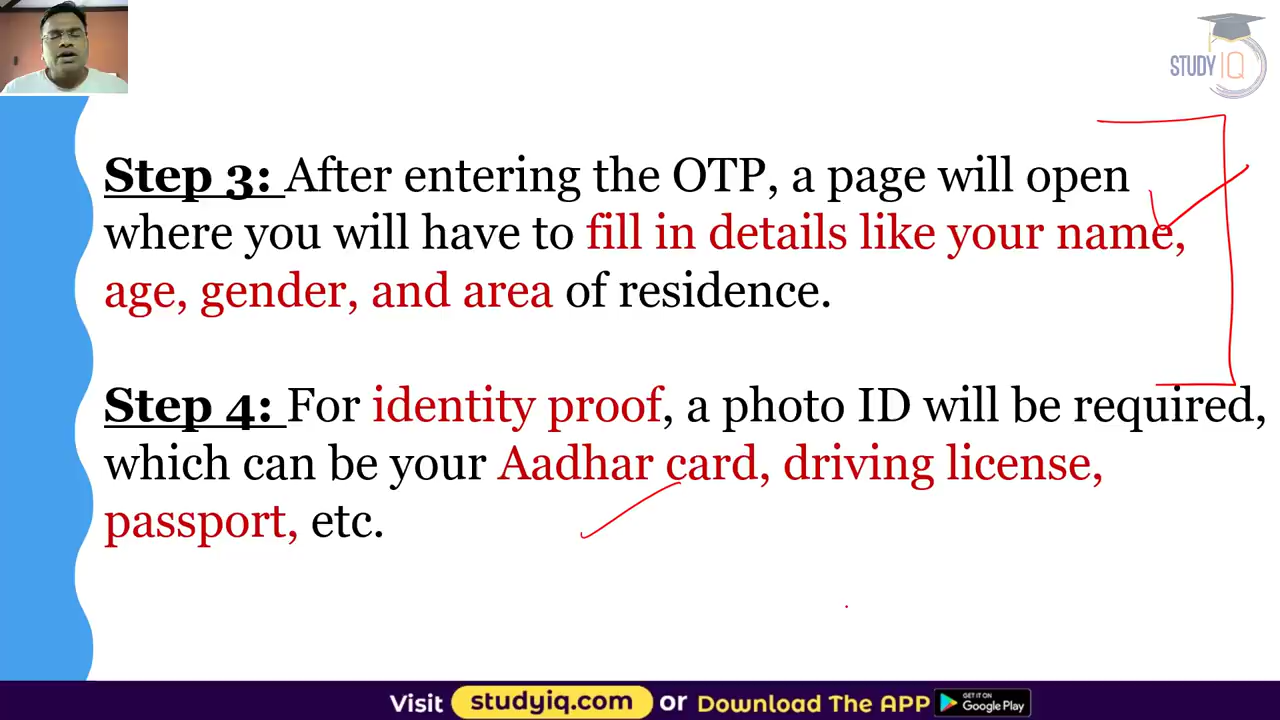 STUDY IQ
Step 3: After entering the OTP, a page will open
where you will have to fill in details like your name,
age, gender, and area of residence.
Step 4: For identity proof, a photo ID will be required,
which can be your Aadhar card, driving license,
passport, etc.
Visit studyiq.com or Download The APP GET IT ON Google Play